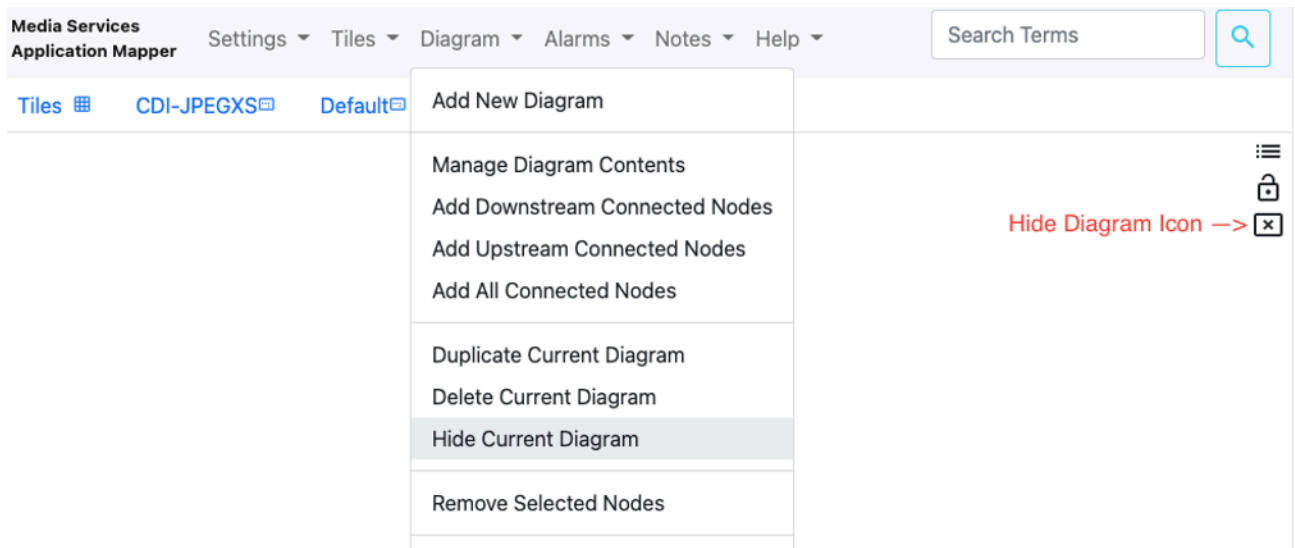 Media Services
Application Mapper
Settings Tiles Diagram Alarms Notes Help
Search Terms
Tiles CDI-JPEGXS Default
Add New Diagram
Manage Diagram Contents
Add Downstream Connected Nodes
Add Upstream Connected Nodes
Add All Connected Nodes
Hide Diagram Icon —>
Duplicate Current Diagram
Delete Current Diagram
Hide Current Diagram
Remove Selected Nodes